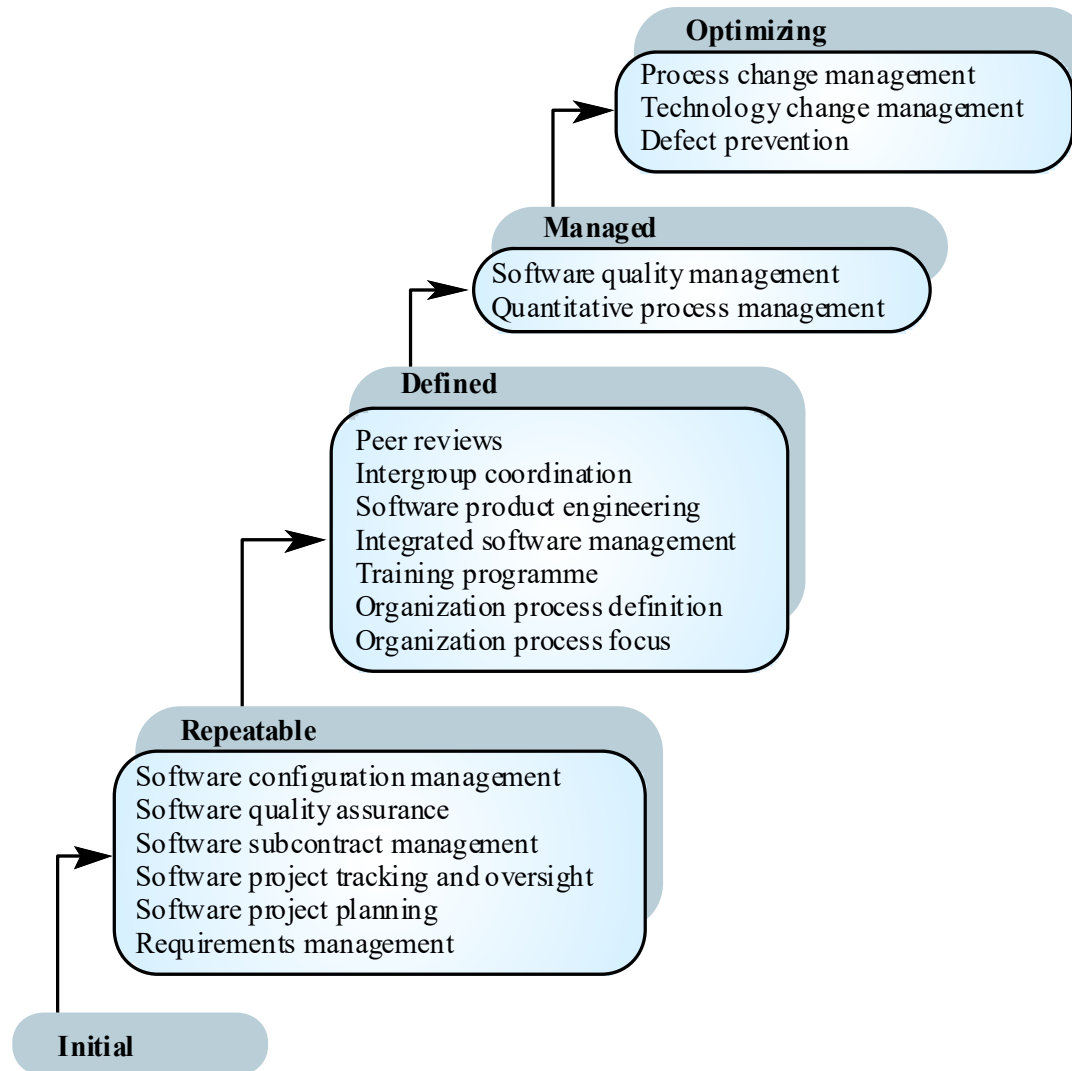 Optimizing
Process change management
Technology change management
Defect prevention
Managed
Software quality management
Quantitative process management
Defined
Peer reviews
Intergroup coordination
Software product engineering
Integrated software management
Training programme
Organization process definition
Organization process focus
Repeatable
Software configuration management
Software quality assurance
Software subcontract management
Software project tracking and oversight
Software project planning
Requirements management
Initial